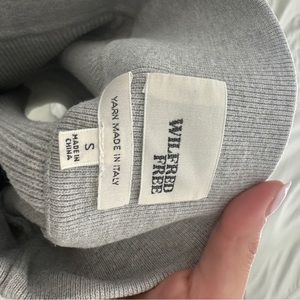 WILFRED
FREE
YARN MADE IN ITALY
S
MADE IN
CHINA